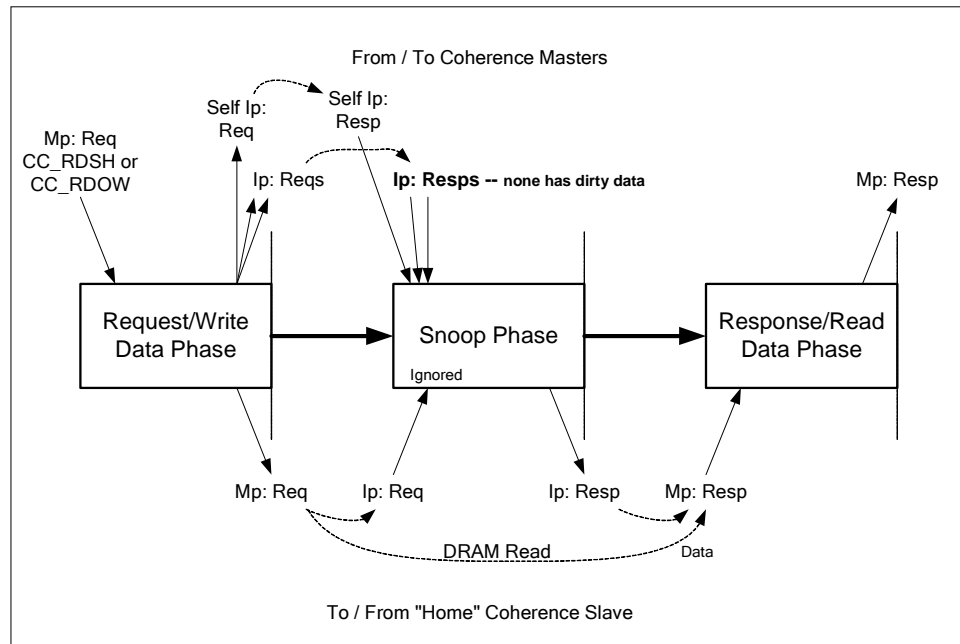 From / To Coherence Masters
Self Ip:
Req
Self Ip:
Resp
Mp: Req
CC_RDSH or
CC_RDOW
Ip: Reqs
Ip: Resps -- none has dirty data
Mp: Resp
Request/Write
Data Phase
Snoop Phase
Ignored
Response/Read
Data Phase
Mp: Req
Ip: Req
Ip: Resp
Mp: Resp
DRAM Read
Data
To / From "Home" Coherence Slave